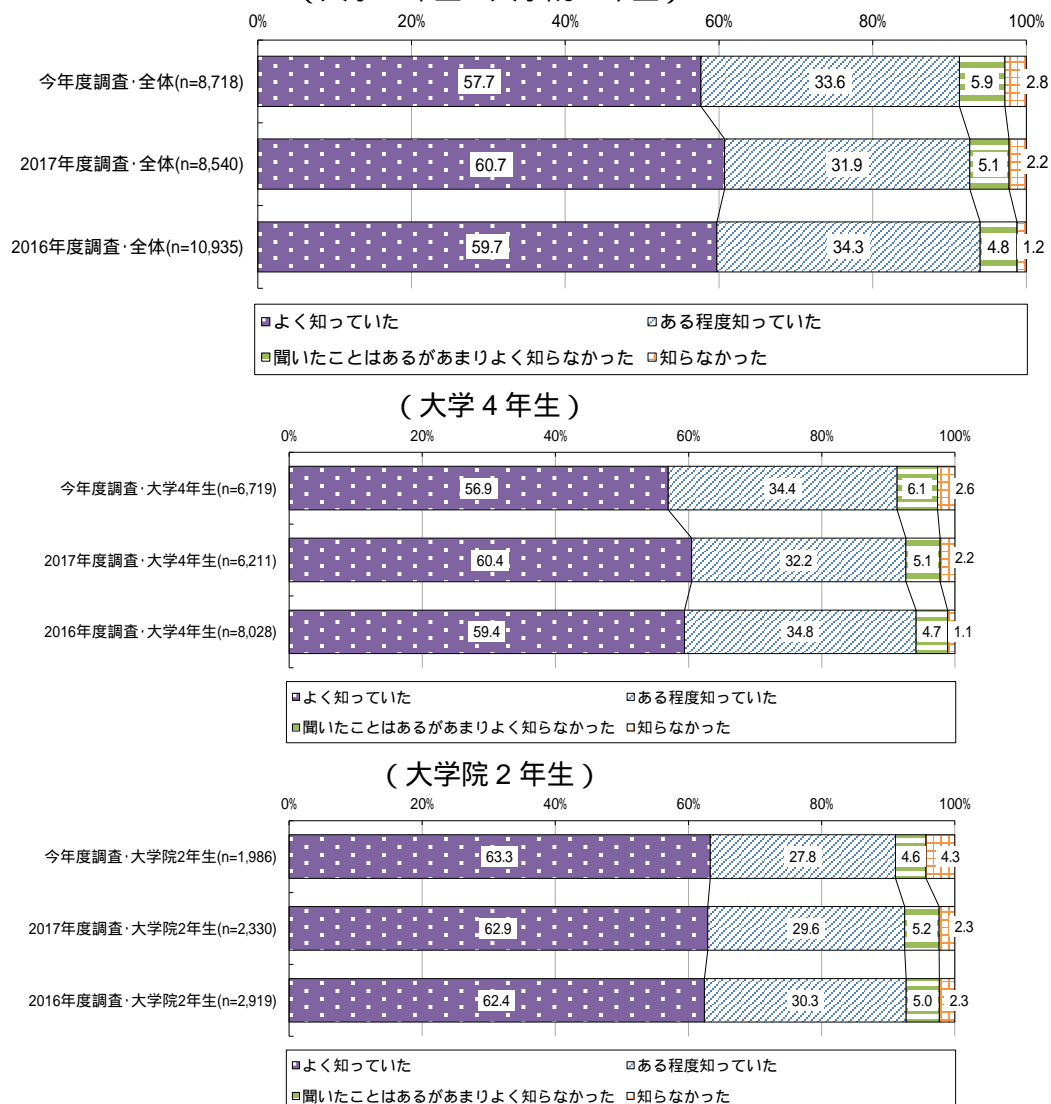 0% 20% 40% 60% 80% 100%
今年度調査・全体(n=8,718) 57.7 33.6 5.9 2.8
2017年度調査・全体(n=8,540) 60.7 31.9 5.1 2.2
2016年度調査・全体(n=10,935) 59.7 34.3 4.8 1.2
よく知っていた ある程度知っていた
聞いたことはあるがあまりよく知らなかった 知らなかった
(大学4年生)
0% 20% 40% 60% 80% 100%
今年度調査・大学4年生(n=6,719) 56.9 34.4 6.1 2.6
2017年度調査・大学4年生(n=6,211) 60.4 32.2 5.1 2.2
2016年度調査・大学4年生(n=8,028) 59.4 34.8 4.7 1.1
よく知っていた ある程度知っていた
聞いたことはあるがあまりよく知らなかった 知らなかった
(大学院2年生)
0% 20% 40% 60% 80% 100%
今年度調査・大学院2年生(n=1,986) 63.3 27.8 4.6 4.3
2017年度調査・大学院2年生(n=2,330) 62.9 29.6 5.2 2.3
2016年度調査・大学院2年生(n=2,919) 62.4 30.3 5.0 2.3
よく知っていた ある程度知っていた
聞いたことはあるがあまりよく知らなかった 知らなかった